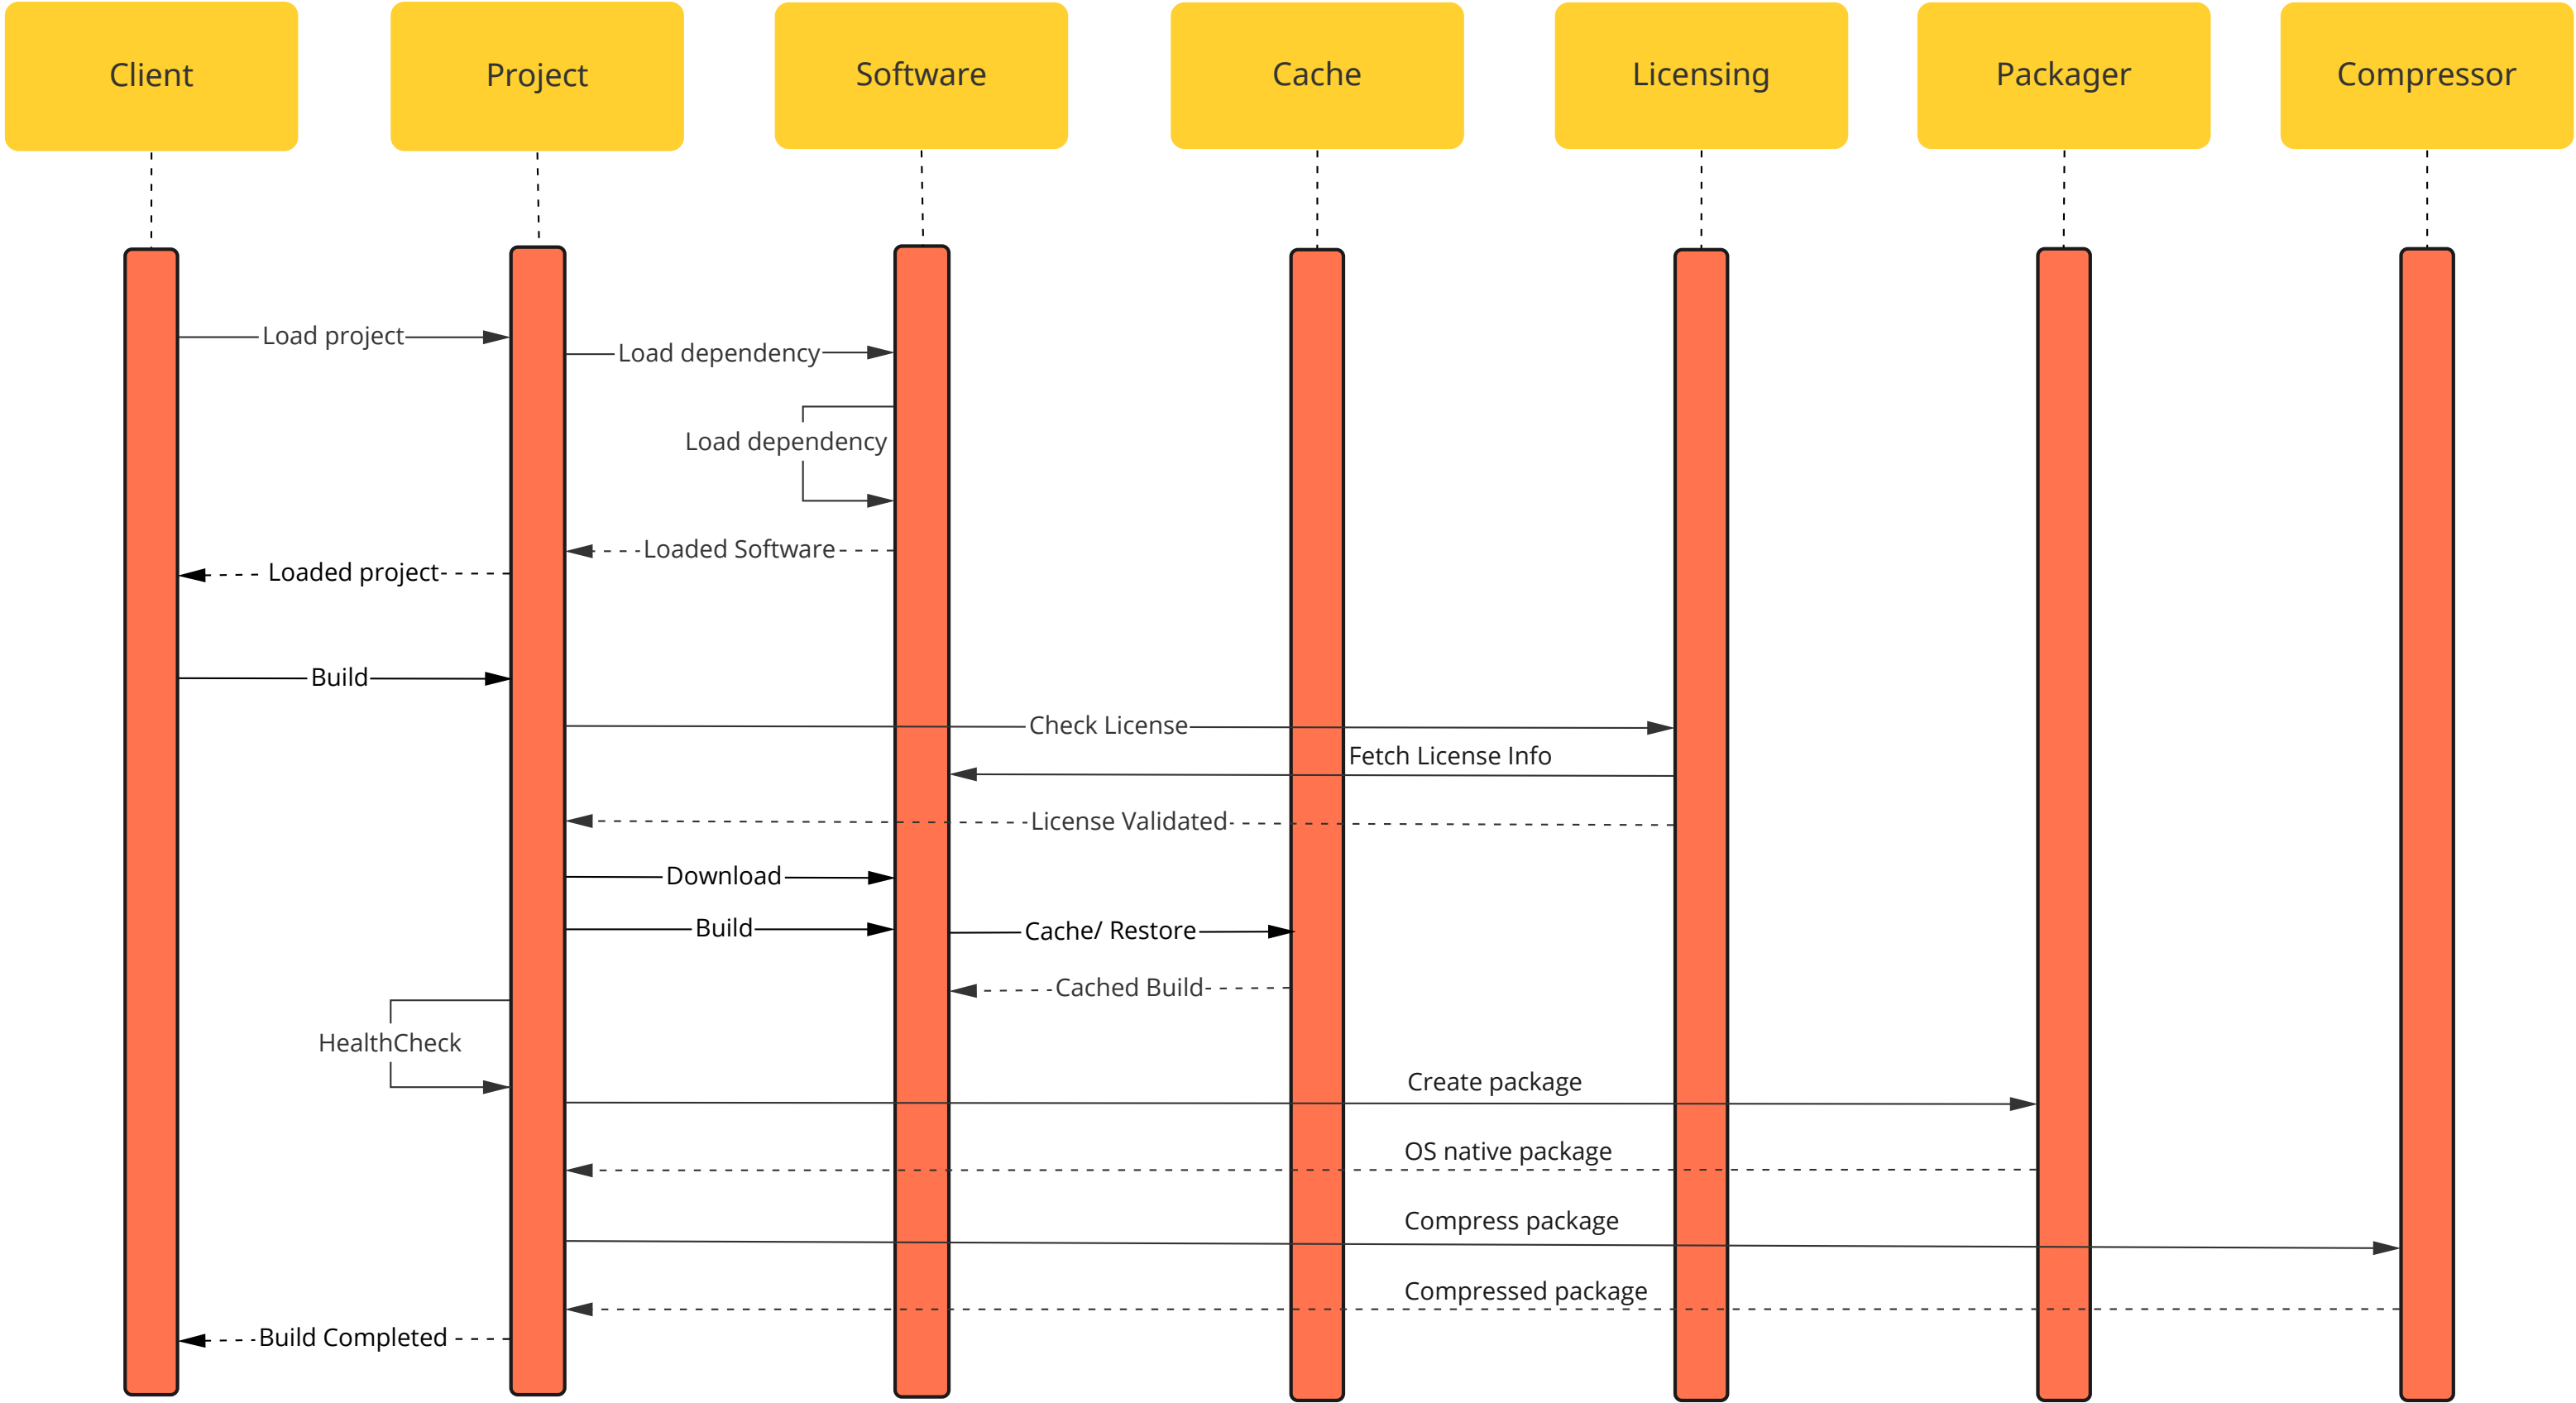 Client
Project
Software
Cache
Licensing
Packager
Compressor
Load project
Load dependency
Load dependency
Loaded Software
Loaded project
Build
Check License
Fetch License Info
License Validated
Download
Build
Cache/ Restore
Cached Build
HealthCheck
Create package
OS native package
Compress package
Compressed package
Build Completed